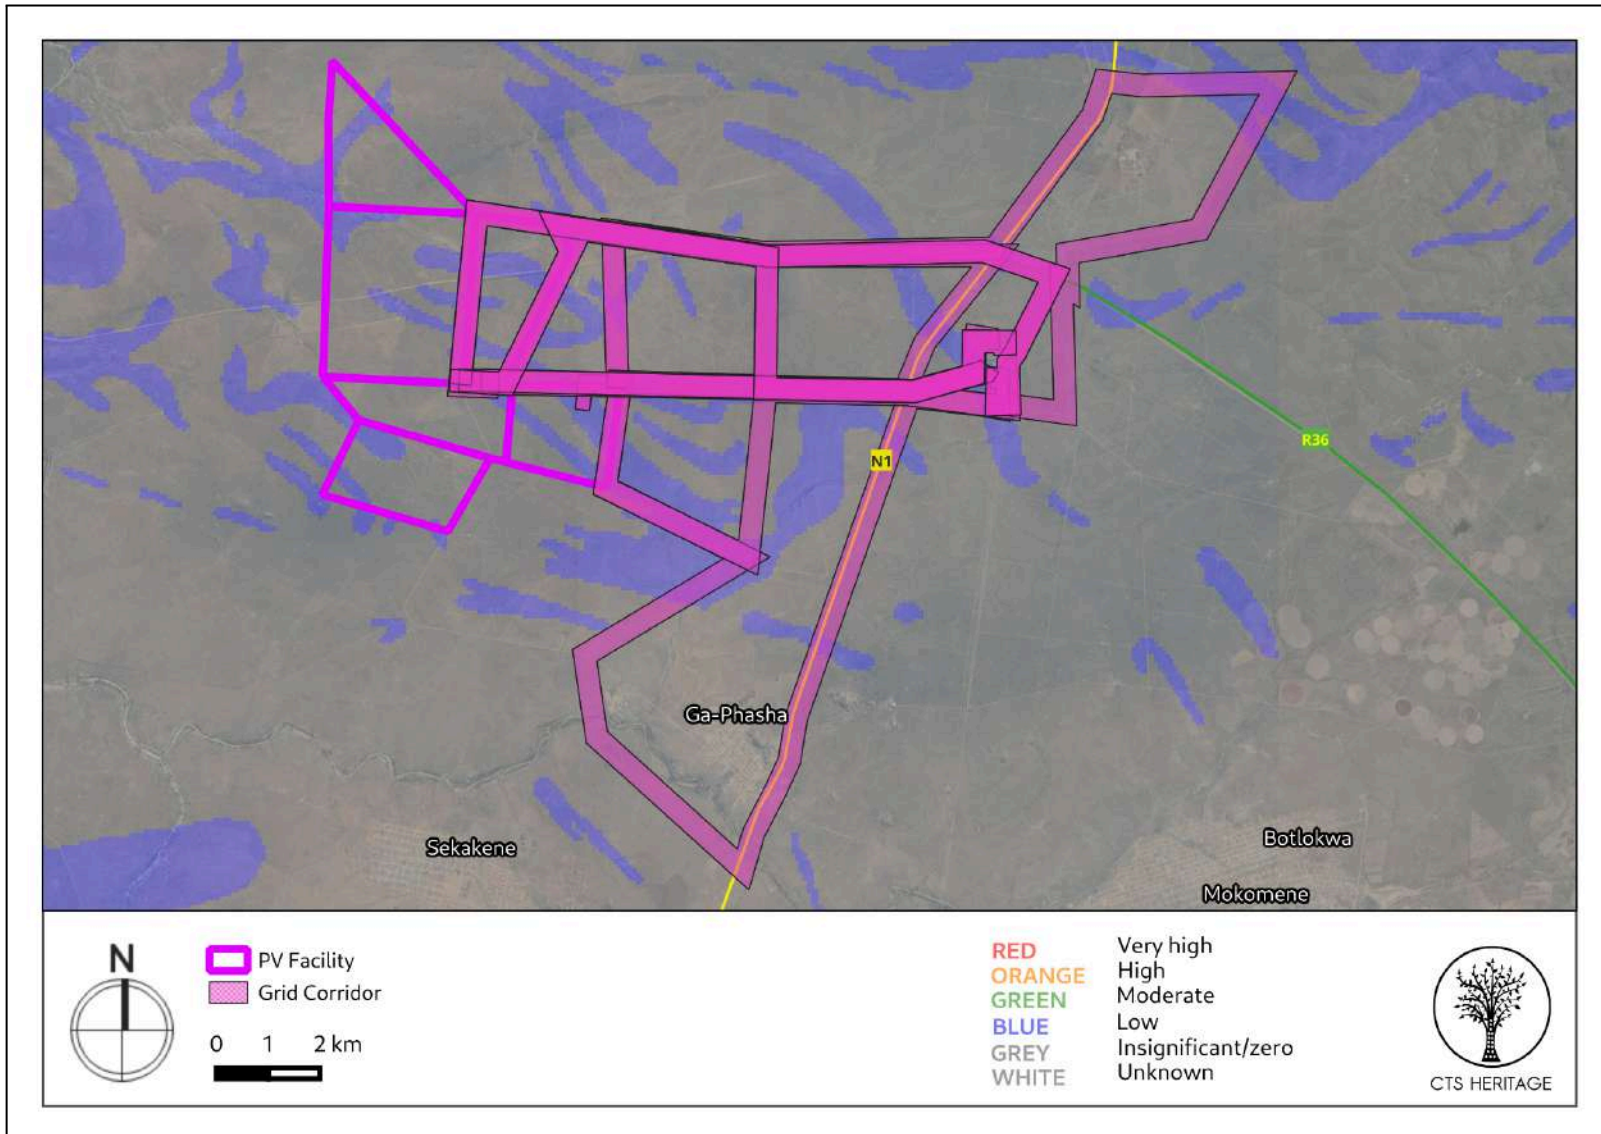 N1
R36
Ga-Phasha
Sekakene
Botlokwa
Mokomene
N
PV Facility
Grid Corridor
0 1 2 km
RED Very high
ORANGE High
GREEN Moderate
BLUE Low
GREY Insignificant/zero
WHITE Unknown
CTS HERITAGE